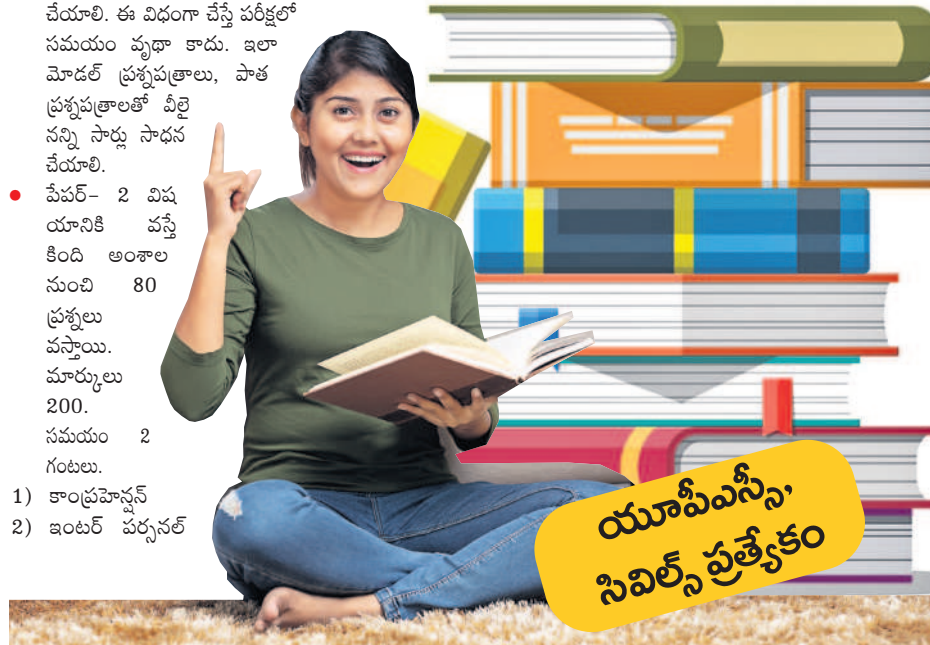 చేయాలి. ఈ విధంగా చేస్తే పరీక్షలో
సమయం వృథా కాదు. ఇలా
మోడల్ ప్రశ్నపత్రాలు, పాత
ప్రశ్నపత్రాలతో వీలై
నన్ని సార్లు సాధన
చేయాలి.
● పేపర్- 2 విష
యానికి వస్తే
కింది అంశాల
నుంచి 80
ప్రశ్నలు
వస్తాయి.
మార్కులు
200.
సమయం 2
గంటలు.
1) కాంప్రహెన్షన్
2) ఇంటర్ పర్సనల్
యూపీఎస్సీ,
సివిల్స్ ప్రత్యేకం